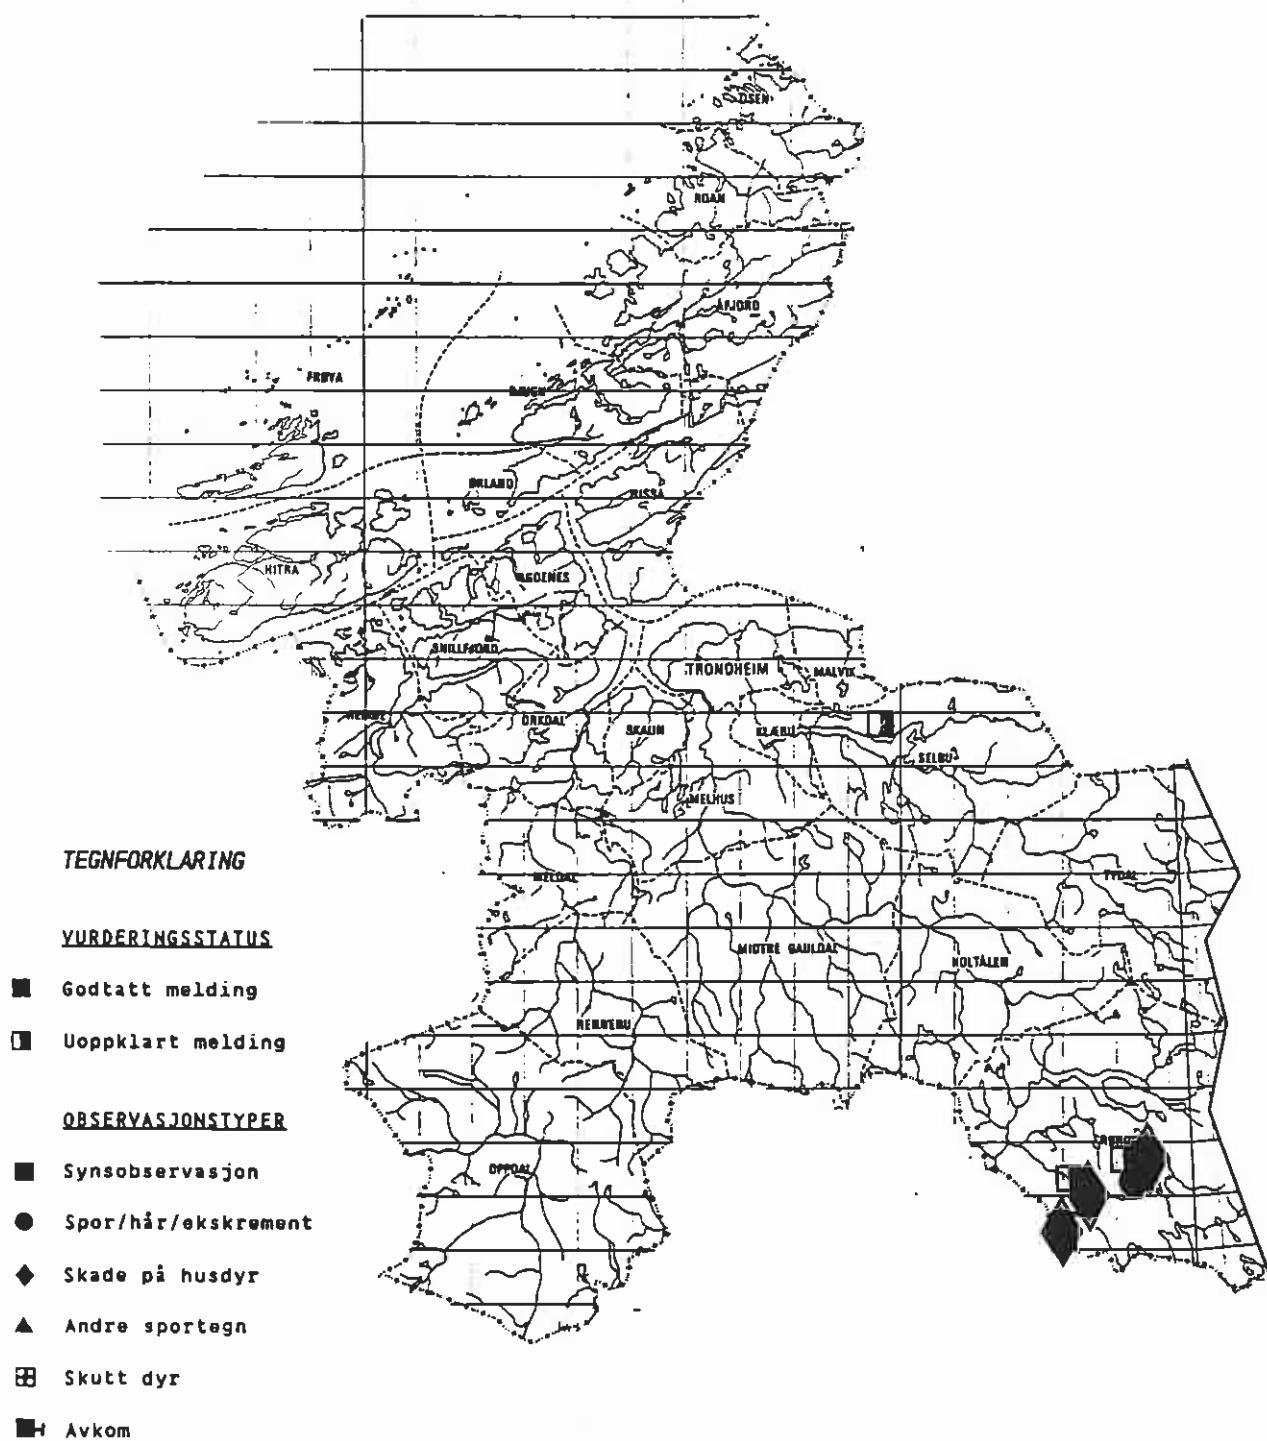 OSEN
ROAN
ÅFJORD
FRØYA
BJUGN
ØRLAND
RISSA
HITRA
AGDENES
SNILLFJORD
TRONDHEIM
MALVIK
ORKDAL
SKAUN
KLÆBU
SELBU
MELHUS
TEGNFORKLARING
MELDAL
TYDAL
VURDERINGSSTATUS
MIDTRE GAULDAL
HOLTÅLEN
Godtatt melding
RENNEBU
Uoppklart melding
OBSERVASJONSTYPER
OPPDAL
Synsobservasjon
Spor/hår/ekskrement
Skade på husdyr
Andre sportegn
Skutt dyr
Avkom